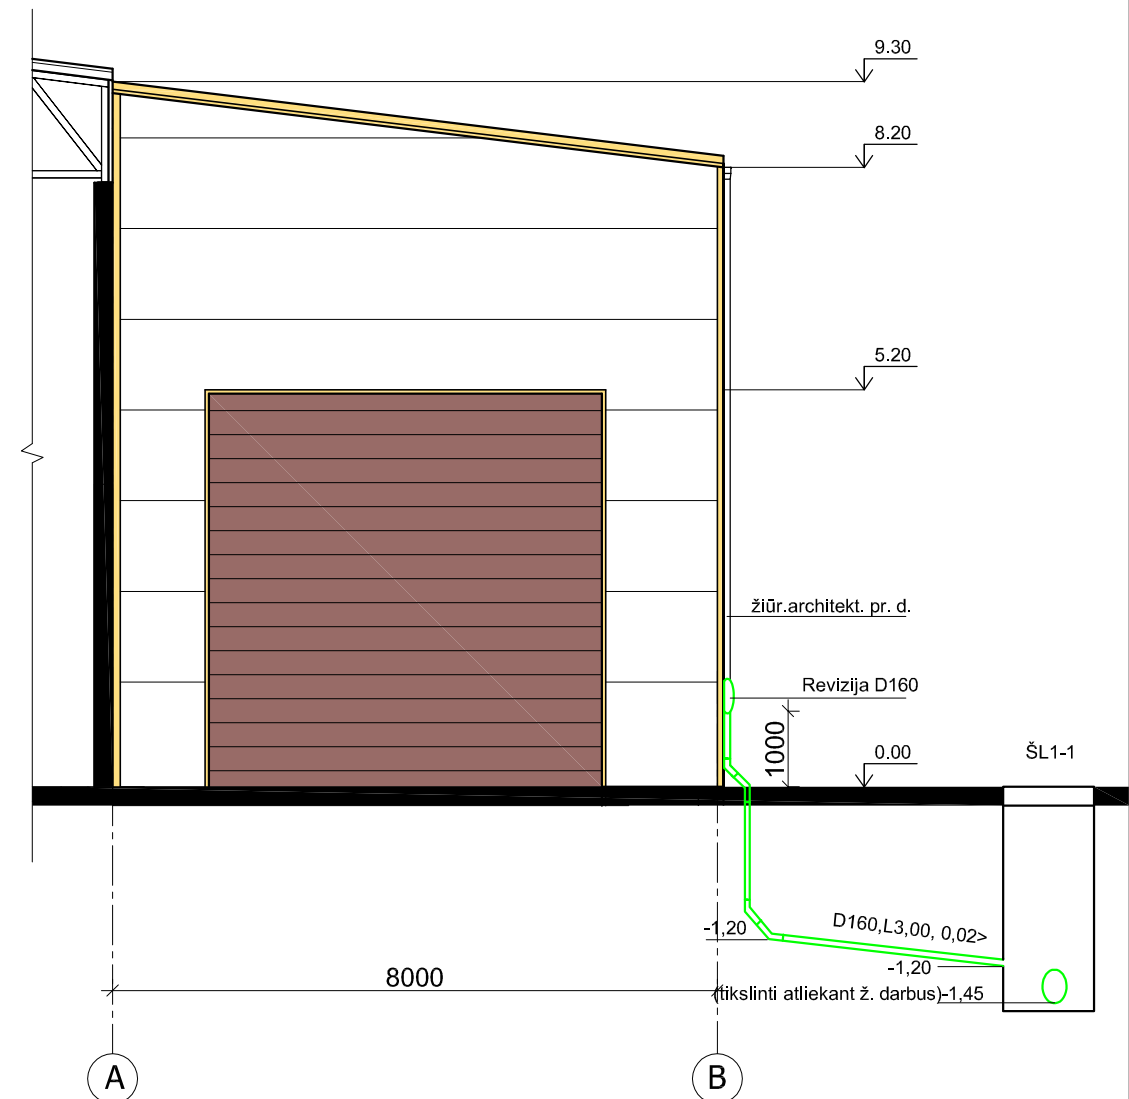 9.30
8.20
5.20
žiūr.architekt. pr. d.
Revizija D160
1000
0.00
ŠL1-1
D160,L3,00, 0,02>
-1,20
-1,20
8000
(tikslinti atliekant ž. darbus)-1,45
A
B